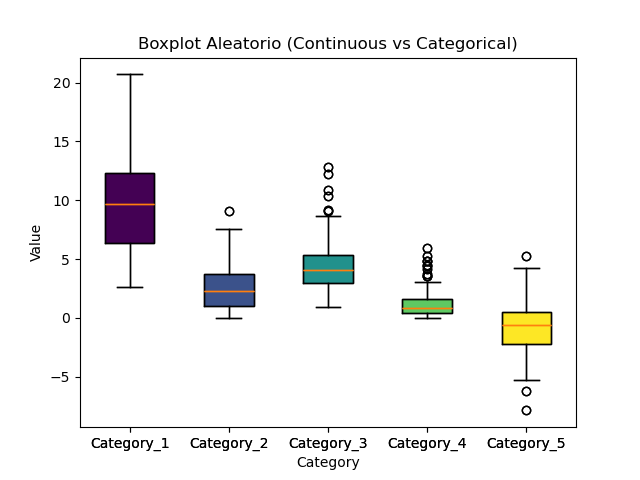 Boxplot Aleatorio (Continuous vs Categorical)
20
15
10
5
0
−5
Value
Category_1 Category_2 Category_3 Category_4 Category_5
Category